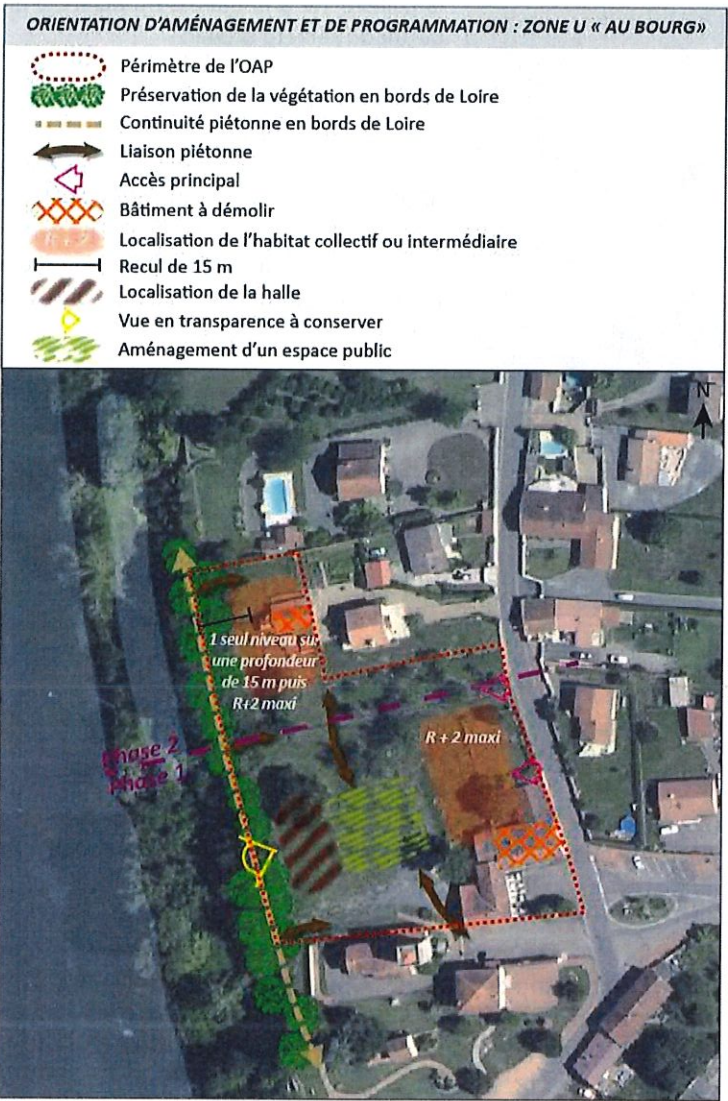 ORIENTATION D'AMÉNAGEMENT ET DE PROGRAMMATION : ZONE U « AU BOURG»
Périmètre de l'OAP
Préservation de la végétation en bords de Loire
Continuité piétonne en bords de Loire
Liaison piétonne
Accès principal
Bâtiment à démolir
R + 2
Localisation de l'habitat collectif ou intermédiaire
Recul de 15 m
Localisation de la halle
Vue en transparence à conserver
Aménagement d'un espace public
N
1 seul niveau sur
une profondeur
de 15 m puis
R+2 maxi
R + 2 maxi
Phase 2
Phase 1